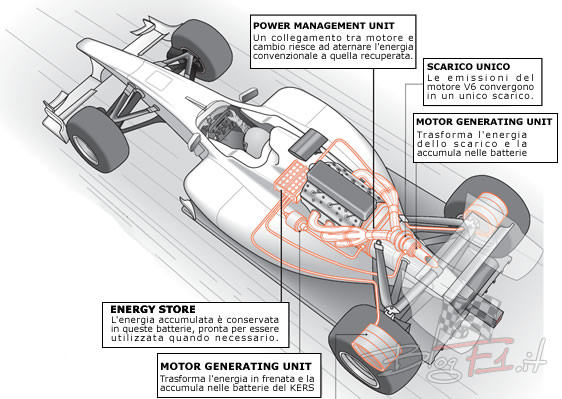 POWER MANAGEMENT UNIT
Un collegamento tra motore e
cambio riesce ad aternare l'energia
convenzionale a quella recuperata.
SCARICO UNICO
Le emissioni del
motore V6 convergono
in un unico scarico.
MOTOR GENERATING UNIT
Trasforma l'energia
dello scarico e la
accumula nelle batterie
ENERGY STORE
L'energia accumulata è conservata
in queste batterie, pronta per essere
utilizzata quando necessario.
MOTOR GENERATING UNIT
Trasforma l'energia in frenata e la
accumula nelle batterie del KERS
BlogF1.it